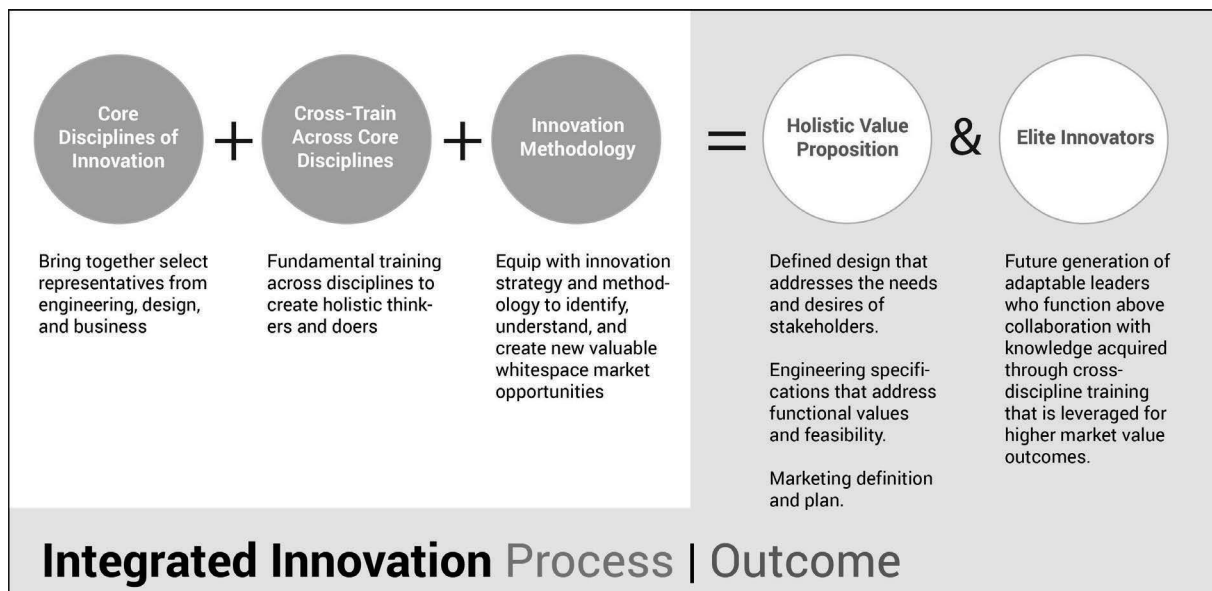 Core
Disciplines of
Innovation
+
Cross-Train
Across Core
Disciplines
+
Innovation
Methodology
=
Holistic Value
Proposition
&
Elite Innovators
Bring together select
representatives from
engineering, design,
and business
Fundamental training
across disciplines to
create holistic think-
ers and doers
Equip with innovation
strategy and method-
ology to identify,
understand, and
create new valuable
whitespace market
opportunities
Defined design that
addresses the needs
and desires of
stakeholders.
Engineering specifi-
cations that address
functional values
and feasibility.
Marketing definition
and plan.
Future generation of
adaptable leaders
who function above
collaboration with
knowledge acquired
through cross-
discipline training
that is leveraged for
higher market value
outcomes.
Integrated Innovation Process | Outcome